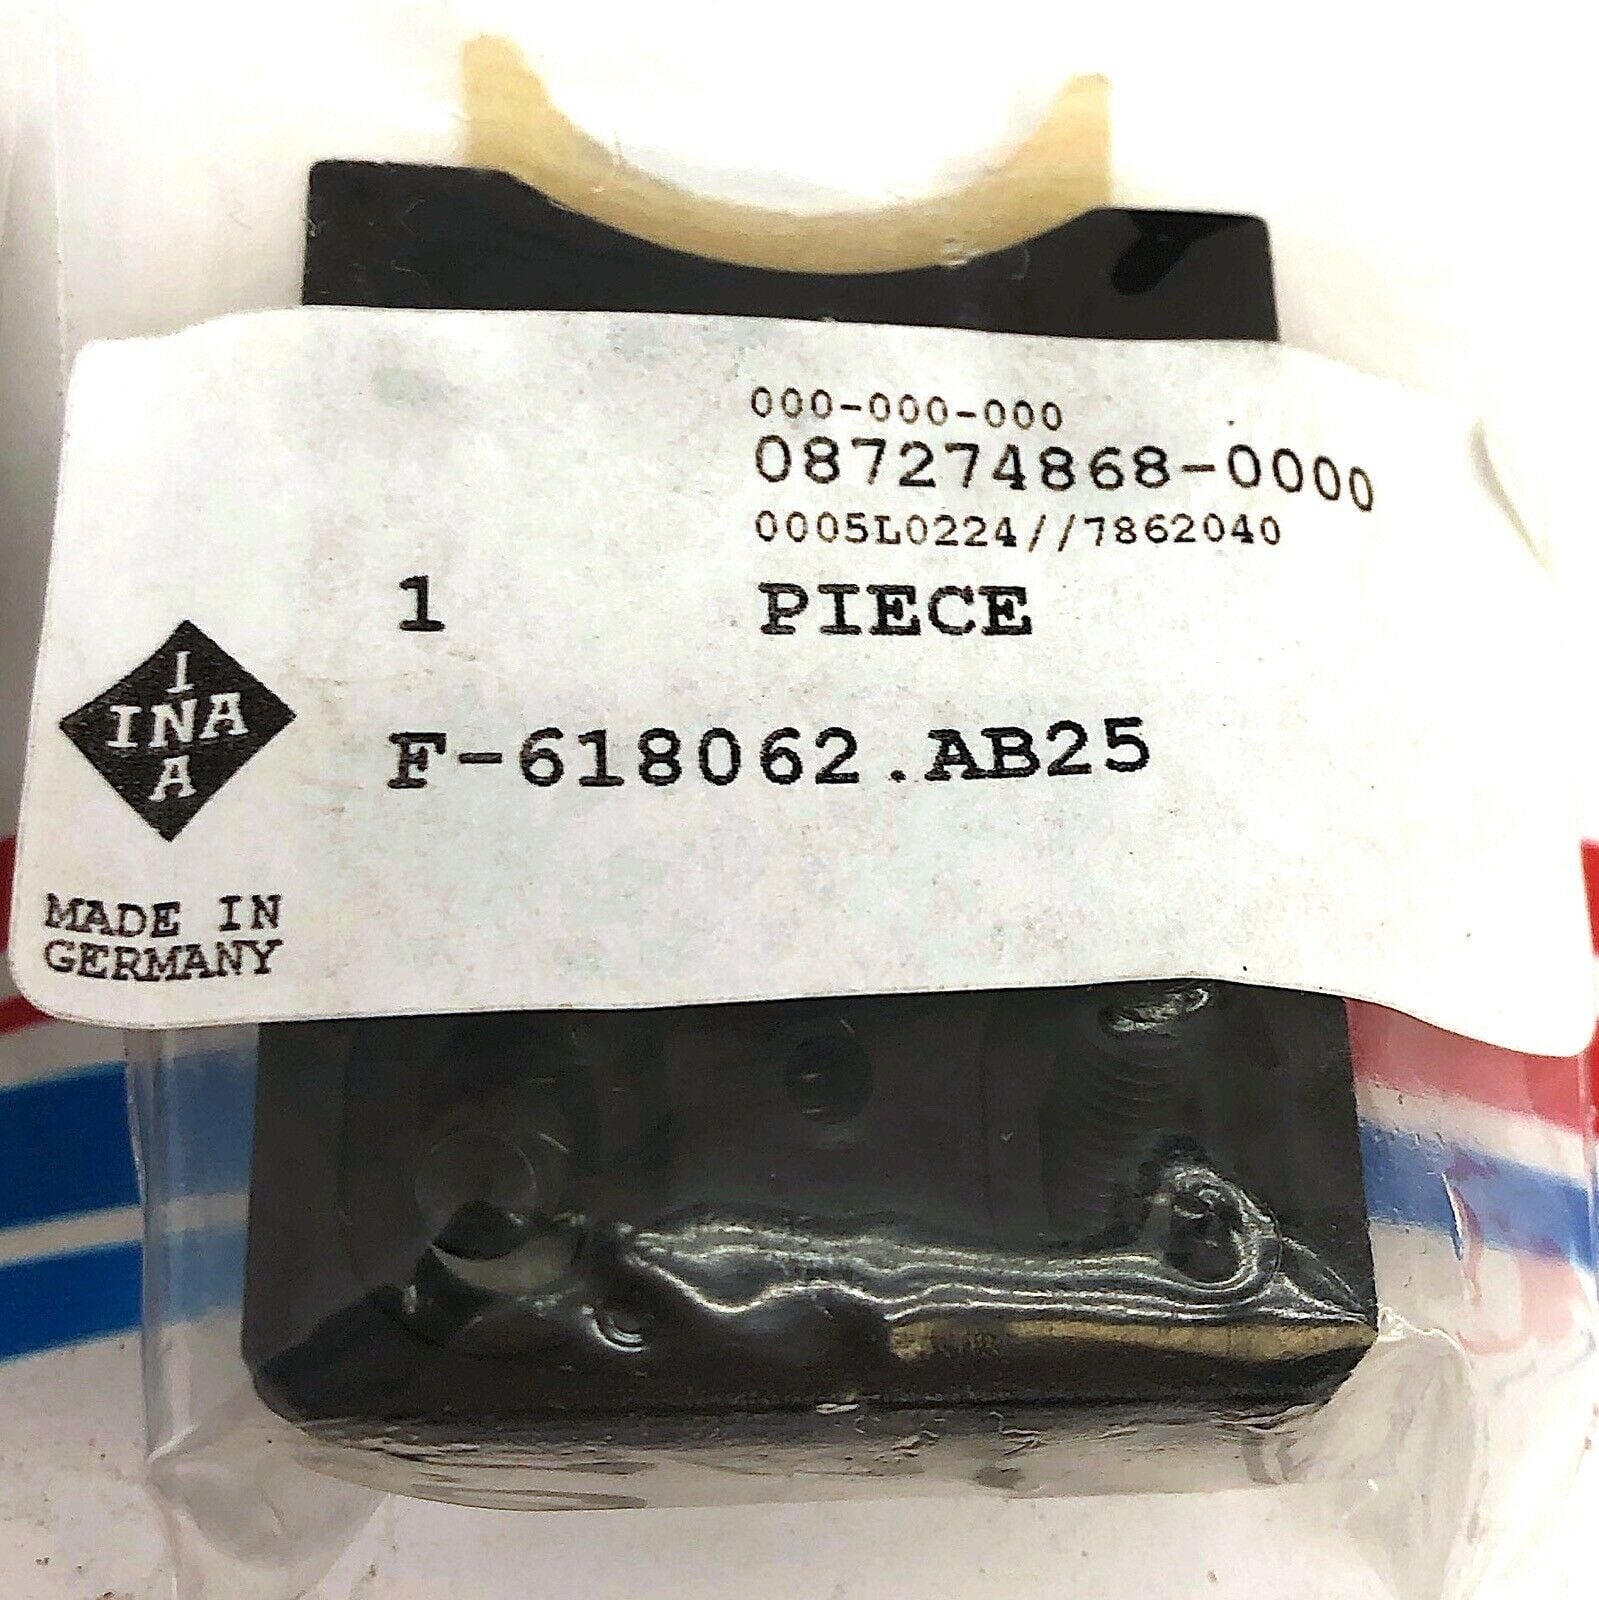 000-000-000
087274868-0000
0005L0224//7862040
1 PIECE
I
INA
A
F-618062.AB25
MADE IN
GERMANY